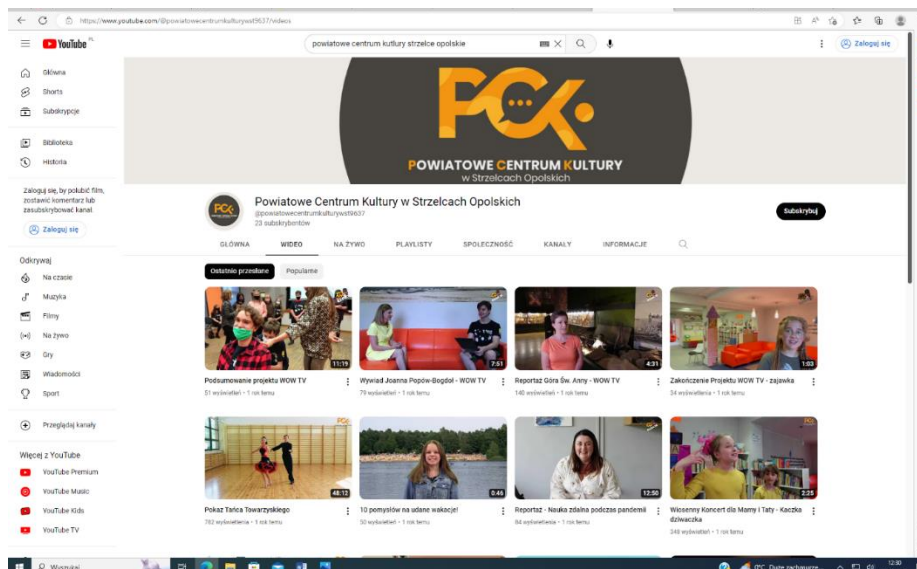 https://www.youtube.com/@powiatowecentrumkulturywst9637/videos
YouTube PL
powiatowe centrum kutlury strzelce opolskie
Zaloguj się
Główna
Shorts
Subskrypcje
Biblioteka
Historia
Zaloguj się, by polubić film,
zostawić komentarz lub
zasubskrybować kanał.
Zaloguj się
Odkrywaj
Na czasie
Muzyka
Filmy
Na żywo
Gry
Wiadomości
Sport
Przeglądaj kanały
Więcej z YouTube
YouTube Premium
YouTube Music
YouTube Kids
YouTube TV
PCK
POWIATOWE CENTRUM KULTURY
w Strzelcach Opolskich
Powiatowe Centrum Kultury w Strzelcach Opolskich
@powiatowecentrumkulturywst9637
23 subskrybentów
Subskrybuj
GŁÓWNA WIDEO NA ŻYWO PLAYLISTY SPOŁECZNOŚĆ KANAŁY INFORMACJE
Ostatnio przesłane Popularne
11:19 7:51 4:31 1:03
Podsumowanie projektu WOW TV
51 wyświetleń • 1 rok temu
Wywiad Joanna Popów-Bogdoł - WOW TV
79 wyświetleń • 1 rok temu
Reportaż Góra Św. Anny - WOW TV
140 wyświetleń • 1 rok temu
Zakończenie Projektu WOW TV - zajawka
34 wyświetlenia • 1 rok temu
48:12 0:46 12:50 2:25
Pokaz Tańca Towarzyskiego
782 wyświetlenia • 1 rok temu
10 pomysłów na udane wakacje!
50 wyświetleń • 1 rok temu
Reportaż - Nauka zdalna podczas pandemii
84 wyświetlenia • 1 rok temu
Wiosenny Koncert dla Mamy i Taty - Kaczka
dziwaczka
248 wyświetleń • 1 rok temu
Wyszukaj
0°C Duże zachmurze...
12:30